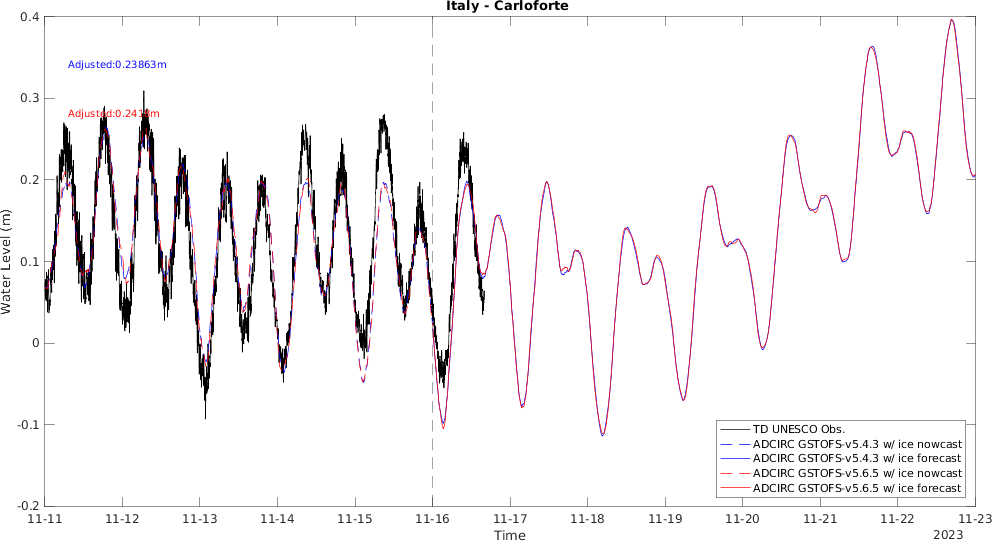 Italy - Carloforte
Adjusted:0.23863m
Water Level (m)
0.4
0.3
0.2
0.1
0
-0.1
-0.2
TD UNESCO Obs.
ADCIRC GSTOFS-v5.4.3 w/ ice nowcast
ADCIRC GSTOFS-v5.4.3 w/ ice forecast
ADCIRC GSTOFS-v5.6.5 w/ ice nowcast
ADCIRC GSTOFS-v5.6.5 w/ ice forecast
11-11 11-12 11-13 11-14 11-15 11-16 11-17 11-18 11-19 11-20 11-21 11-22 11-23
Time
2023